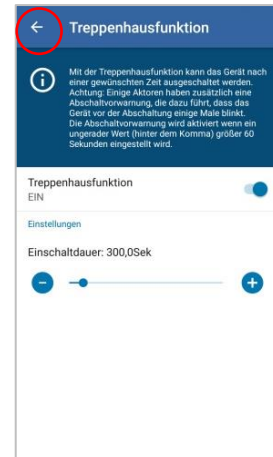 Treppenhausfunktion
Mit der Treppenhausfunktion kann das Gerät nach
einer gewünschten Zeit ausgeschaltet werden.
Achtung: Einige Aktoren haben zusätzlich eine
Abschaltvorwarnung, die dazu führt, dass das
Gerät vor der Abschaltung einige Male blinkt.
Die Abschaltvorwarnung wird aktiviert wenn ein
ungerader Wert (hinter dem Komma) größer 60
Sekunden eingestellt wird.
Treppenhausfunktion
EIN
Einstellungen
Einschaltdauer: 300,0Sek